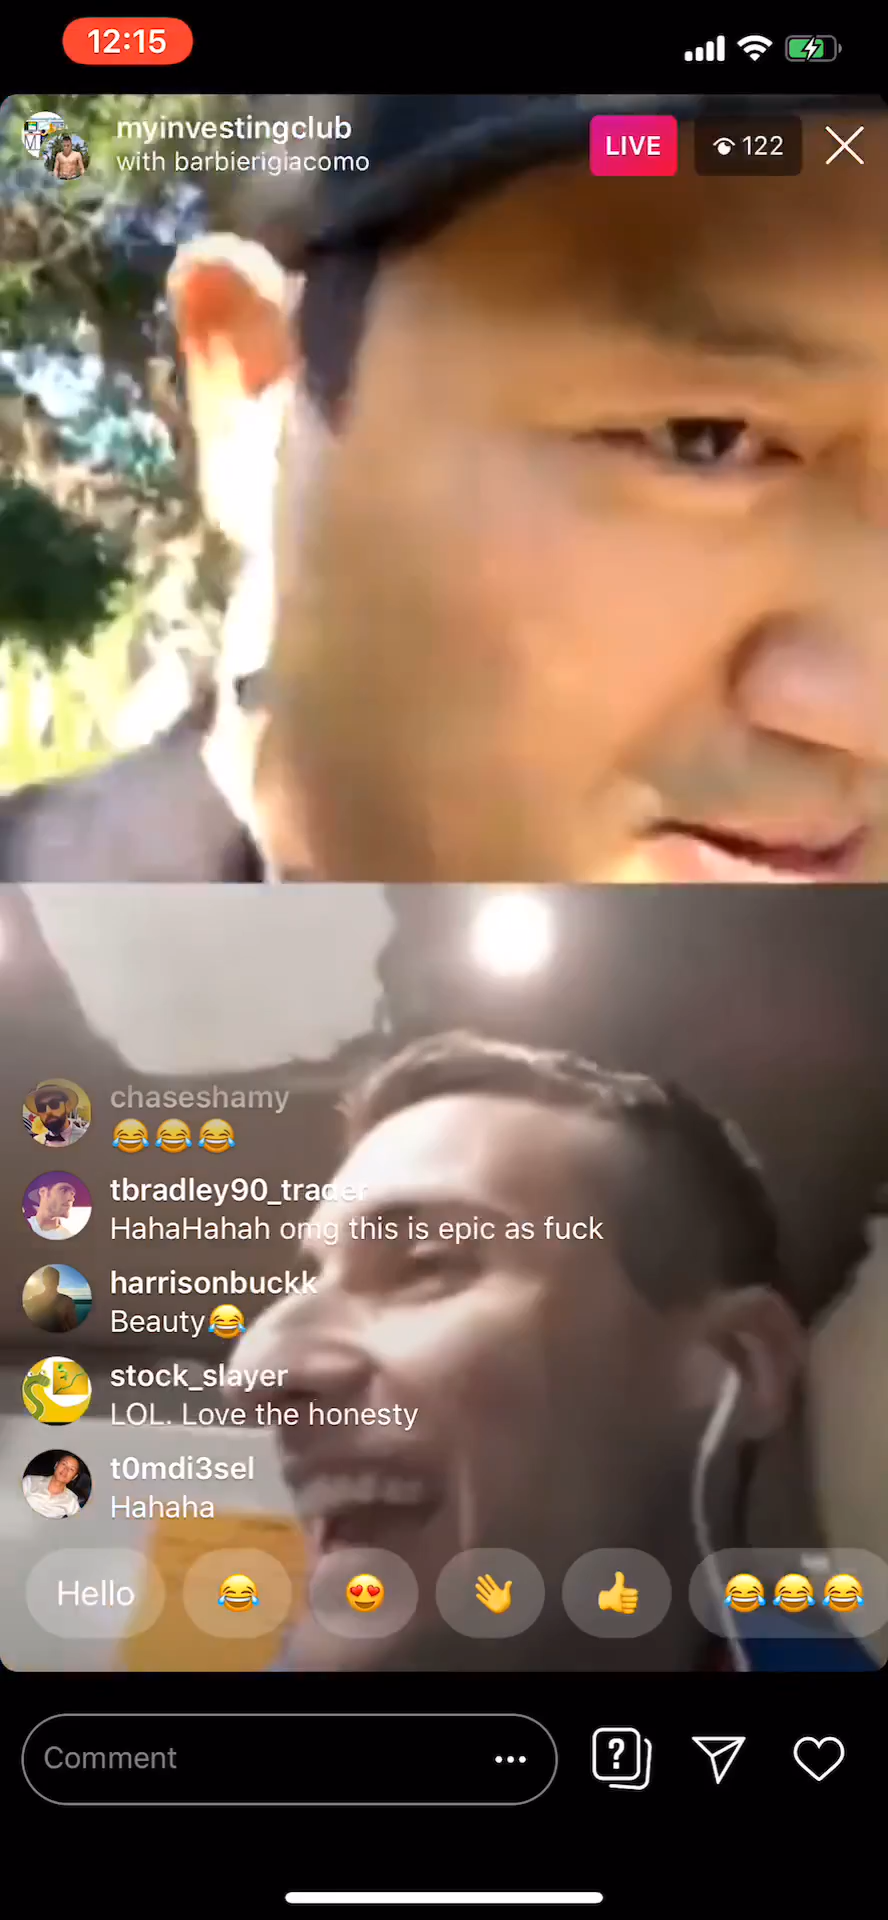 12:15
myinvestingclub
with barbierigiacomo
LIVE
122
chaseshamy
😂😂😂
tbradley90_trader
HahaHahah omg this is epic as fuck
harrisonbuckk
Beauty😂
stock_slayer
LOL. Love the honesty
t0mdi3sel
Hahaha
Hello 😂 😍 👋 👍 😂😂😂
Comment